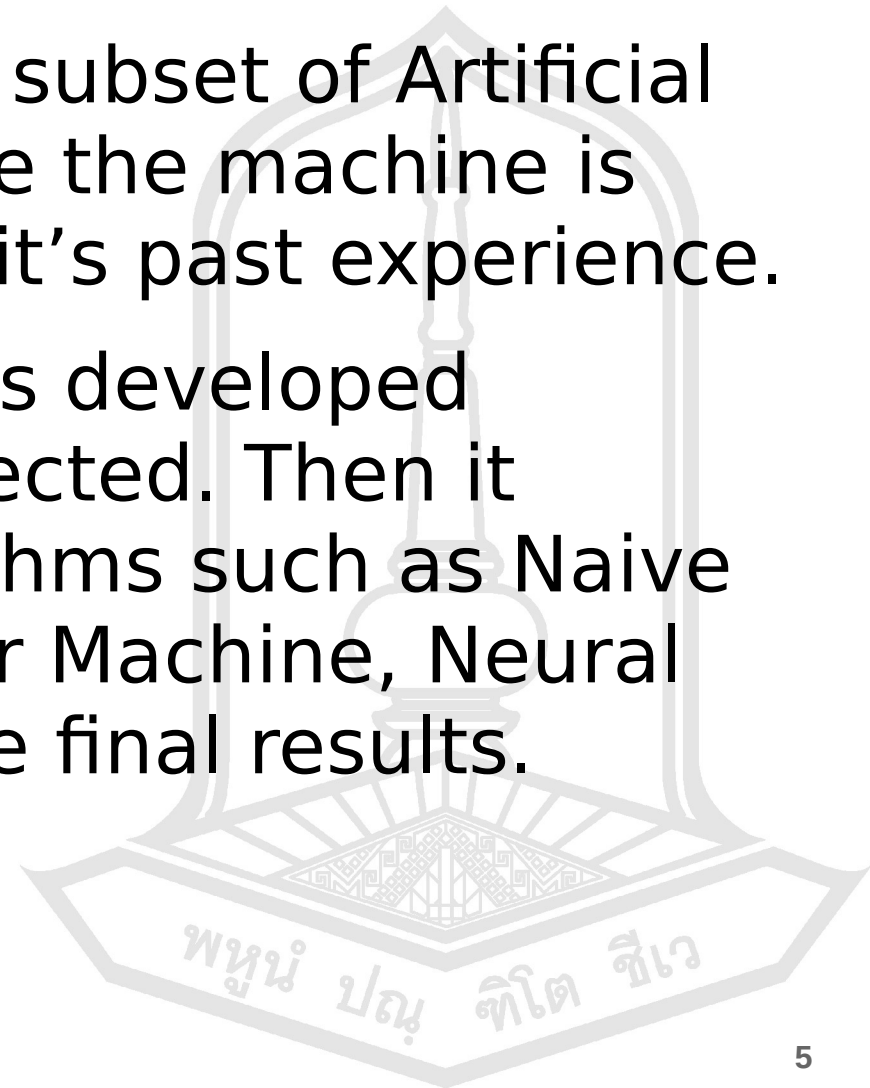 subset of Artificial
e the machine is
it’s past experience.
s developed
ected. Then it
hms such as Naive
r Machine, Neural
e final results.
พหูนํ ปณฺฑิโต ชีเว
5